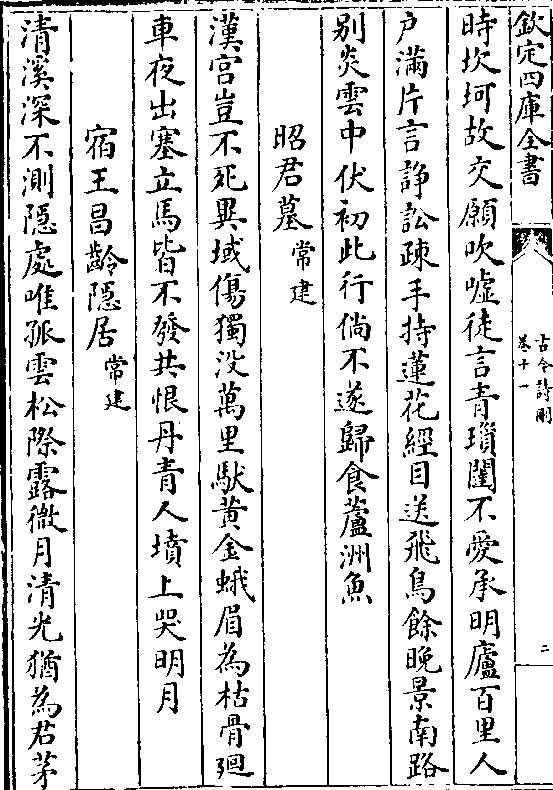 欽定四庫全書
古今詩刪
卷十一
二
時坎坷故交願吹噓徒言青瑣闥不愛承明廬百里人
户滿片言諍訟疎手持蓮花經目送飛鳥餘晚景南路
别炎雲中伏初此行倘不遂歸食蘆洲魚
昭君墓常建
漢宫豈不死異域傷獨没萬里䭾黄金蛾眉為枯骨廻
車夜出塞立馬皆不發共恨丹青人墳上哭明月
宿王昌齡隱居常建
清溪深不測隱處唯孤雲松際露微月清光猶為君茅